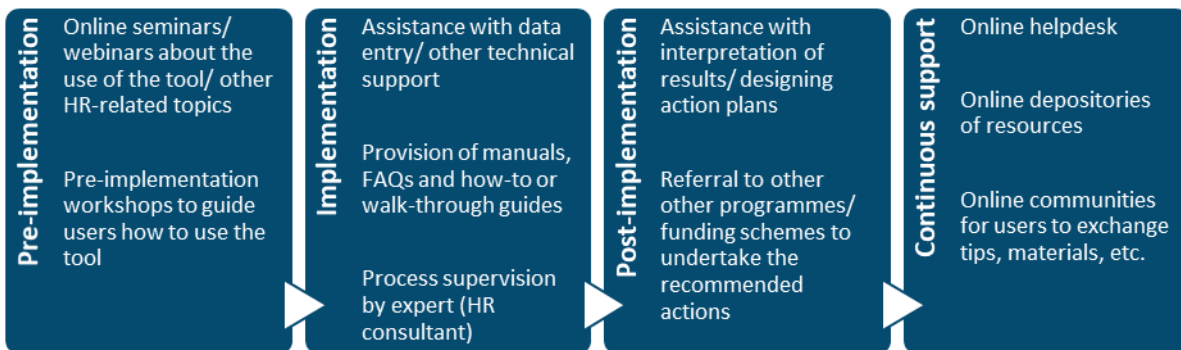 Pre-implementation
Online seminars/
webinars about the
use of the tool/ other
HR-related topics
Pre-implementation
workshops to guide
users how to use the
tool
Implementation
Assistance with data
entry/ other technical
support
Provision of manuals,
FAQs and how-to or
walk-through guides
Process supervision
by expert (HR
consultant)
Post-implementation
Assistance with
interpretation of
results/ designing
action plans
Referral to other
other programmes/
funding schemes to
undertake the
recommended
actions
Continuous support
Online helpdesk
Online depositories
of resources
Online communities
for users to exchange
tips, materials, etc.